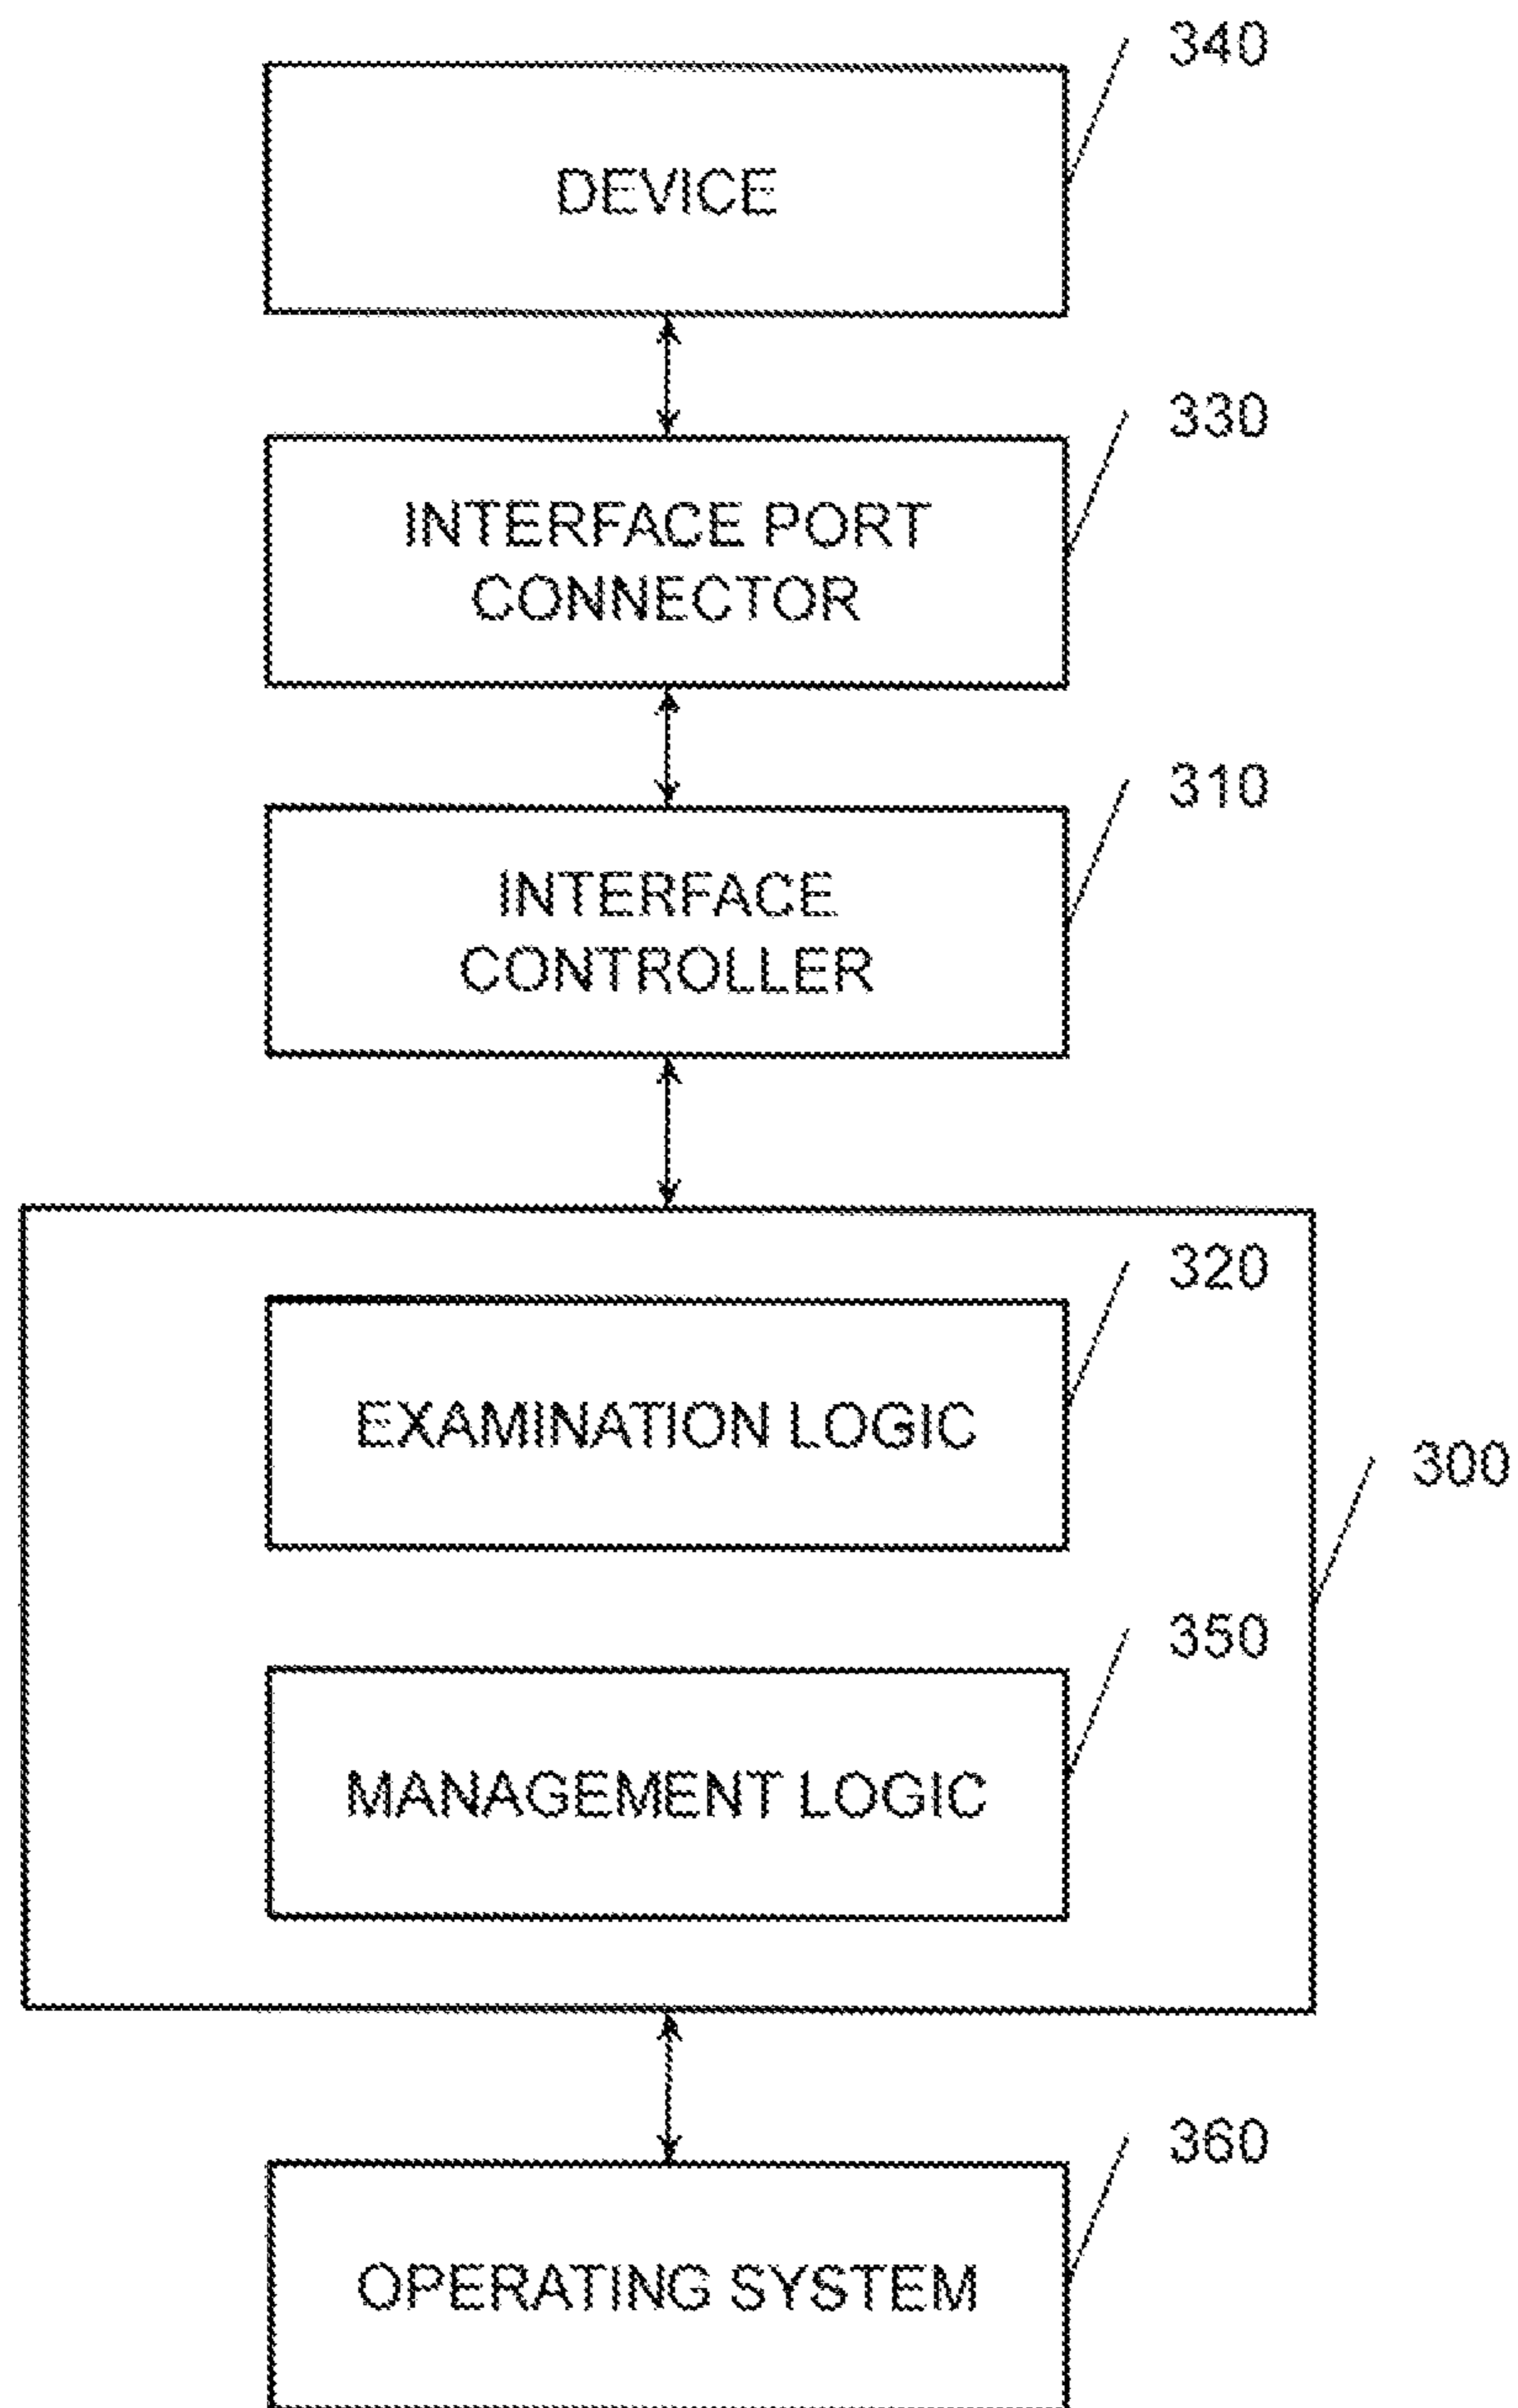 340
DEVICE
330
INTERFACE PORT
CONNECTOR
310
INTERFACE
CONTROLLER
320
EXAMINATION LOGIC
300
350
MANAGEMENT LOGIC
360
OPERATING SYSTEM